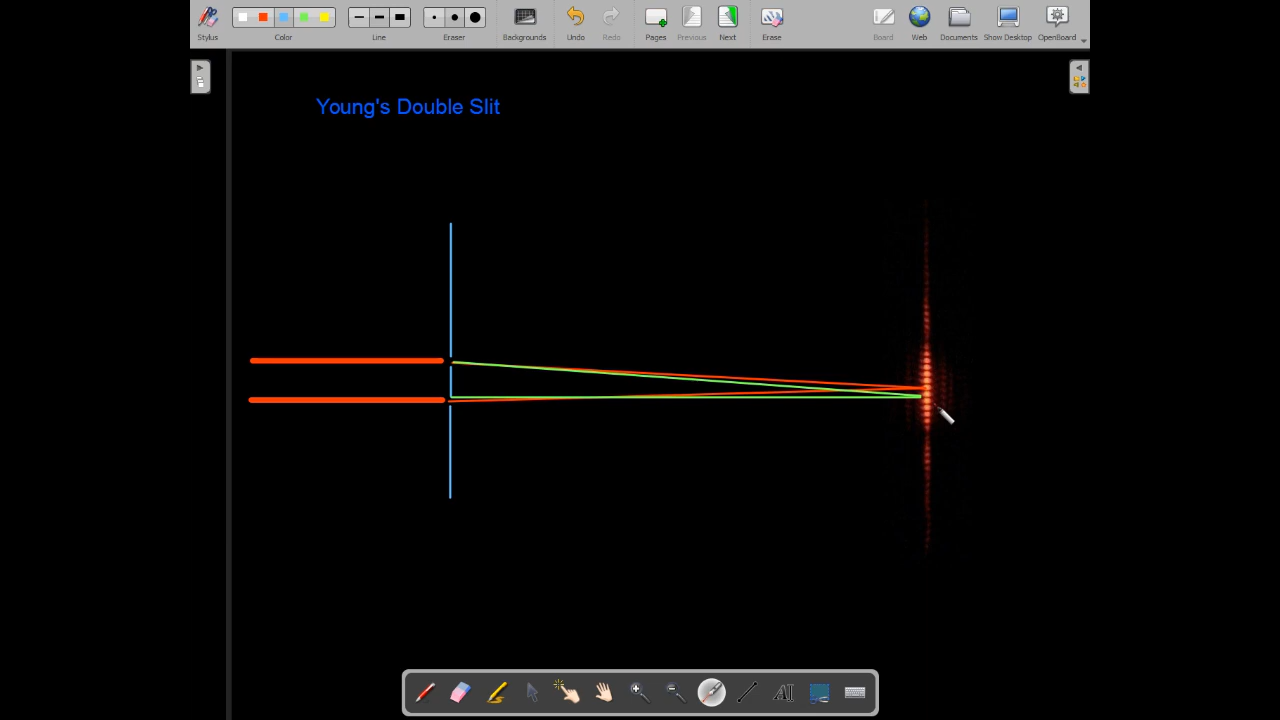 Stylus
Color
Line
Eraser
Backgrounds
Undo
Redo
Pages
Previous
Next
Erase
Board
Web
Documents
Show Desktop
OpenBoard
Young's Double Slit
AI